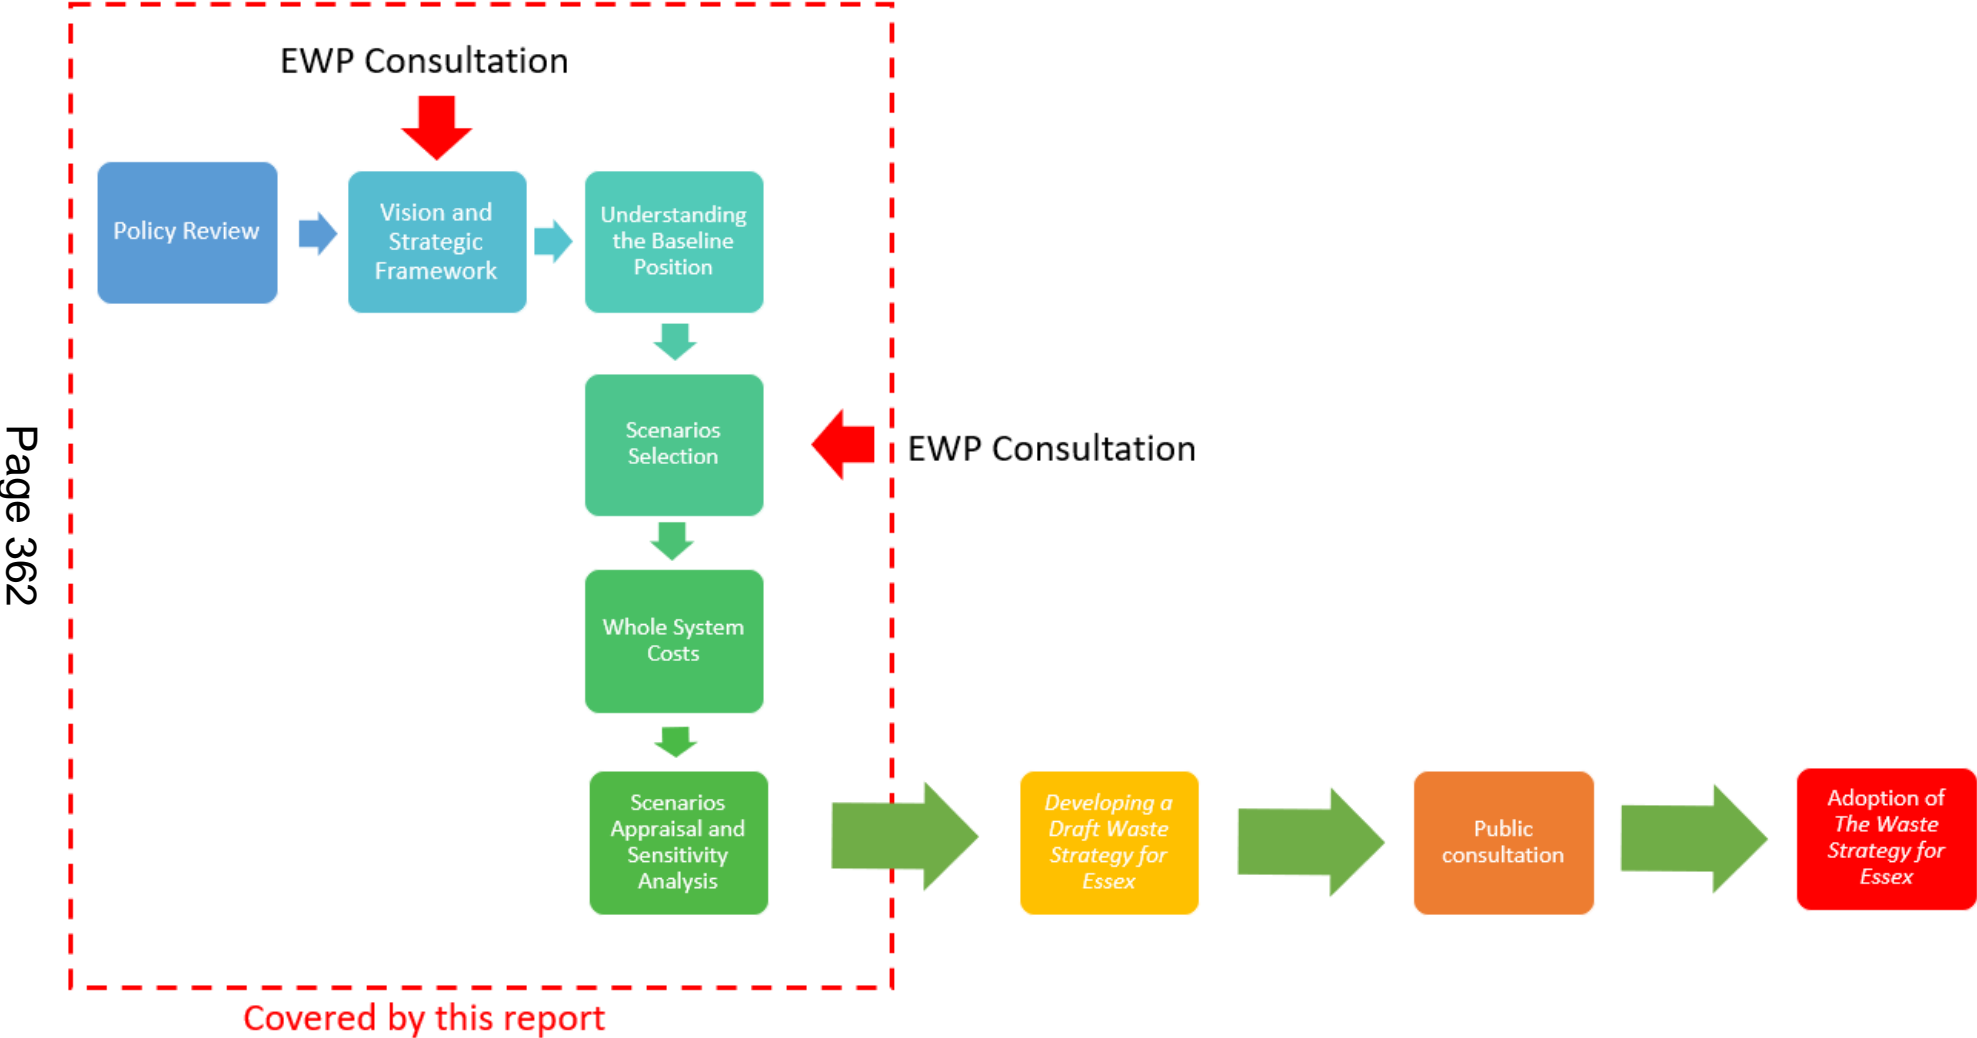 EWP Consultation
Policy Review
Vision and
Strategic
Framework
Understanding
the Baseline
Position
Scenarios
Selection
EWP Consultation
Whole System
Costs
Scenarios
Appraisal and
Sensitivity
Analysis
Developing a
Draft Waste
Strategy for
Essex
Public
consultation
Adoption of
The Waste
Strategy for
Essex
Covered by this report
Page 362